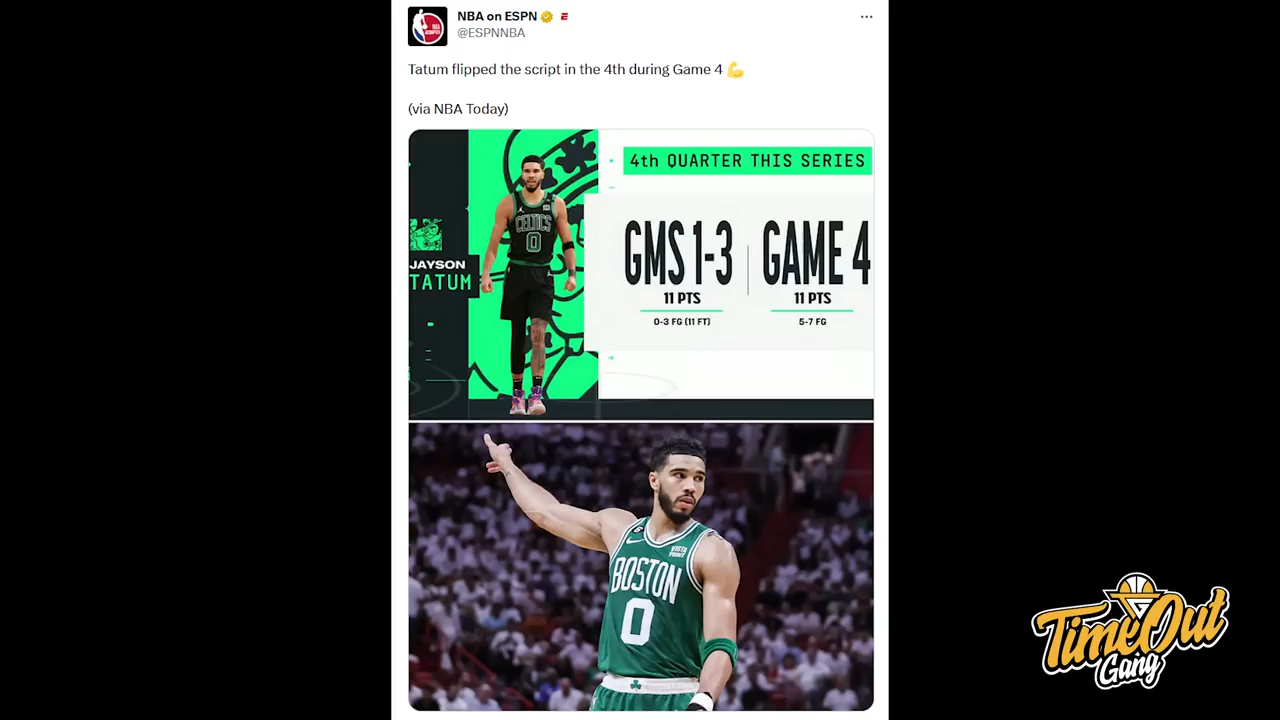 NBA on ESPN
@ESPNNBA
Tatum flipped the script in the 4th during Game 4 💪
(via NBA Today)
4th QUARTER THIS SERIES
JAYSON
TATUM
CELTICS
0
GMS 1-3
11 PTS
0-3 FG (11 FT)
GAME 4
11 PTS
5-7 FG
VISTA
PRINT
BOSTON
0
TimeOut
Gang